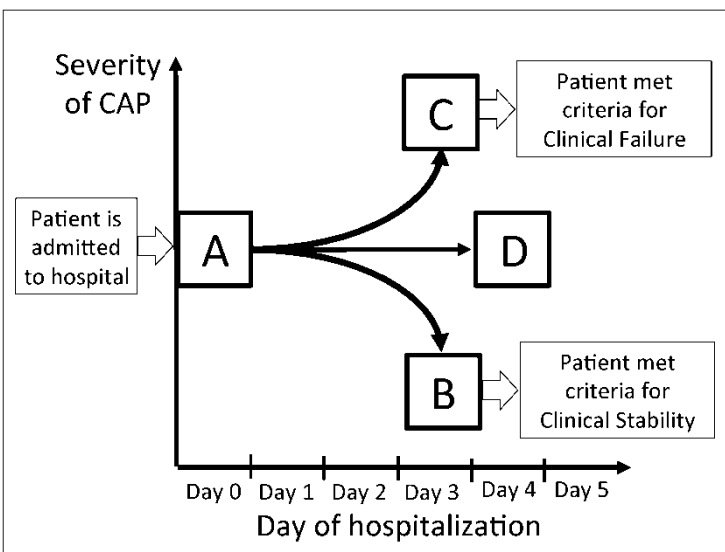 Severity
of CAP
Patient is
admitted
to hospital
A
C
Patient met
criteria for
Clinical Failure
D
B
Patient met
criteria for
Clinical Stability
Day 0 Day 1 Day 2 Day 3 Day 4 Day 5
Day of hospitalization